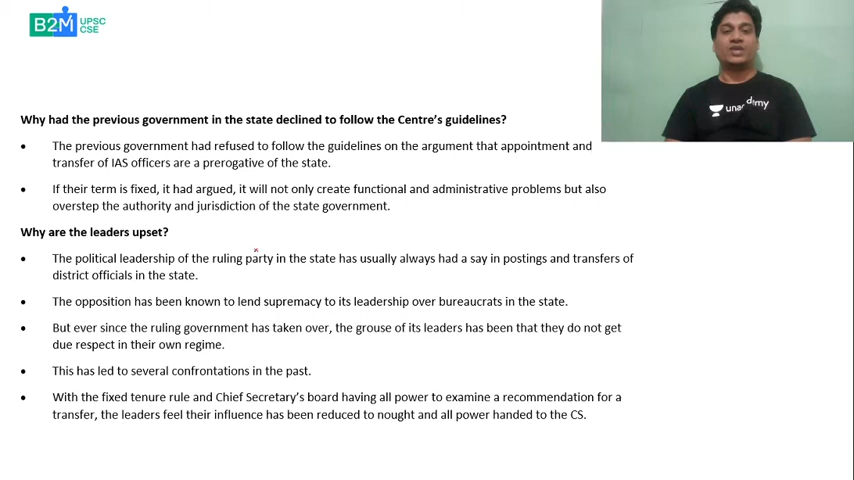 B2M UPSC
CSE
unacademy
Why had the previous government in the state declined to follow the Centre's guidelines?
• The previous government had refused to follow the guidelines on the argument that appointment and
transfer of IAS officers are a prerogative of the state.
• If their term is fixed, it had argued, it will not only create functional and administrative problems but also
overstep the authority and jurisdiction of the state government.
Why are the leaders upset?
• The political leadership of the ruling party in the state has usually always had a say in postings and transfers of
district officials in the state.
• The opposition has been known to lend supremacy to its leadership over bureaucrats in the state.
• But ever since the ruling government has taken over, the grouse of its leaders has been that they do not get
due respect in their own regime.
• This has led to several confrontations in the past.
• With the fixed tenure rule and Chief Secretary's board having all power to examine a recommendation for a
transfer, the leaders feel their influence has been reduced to nought and all power handed to the CS.